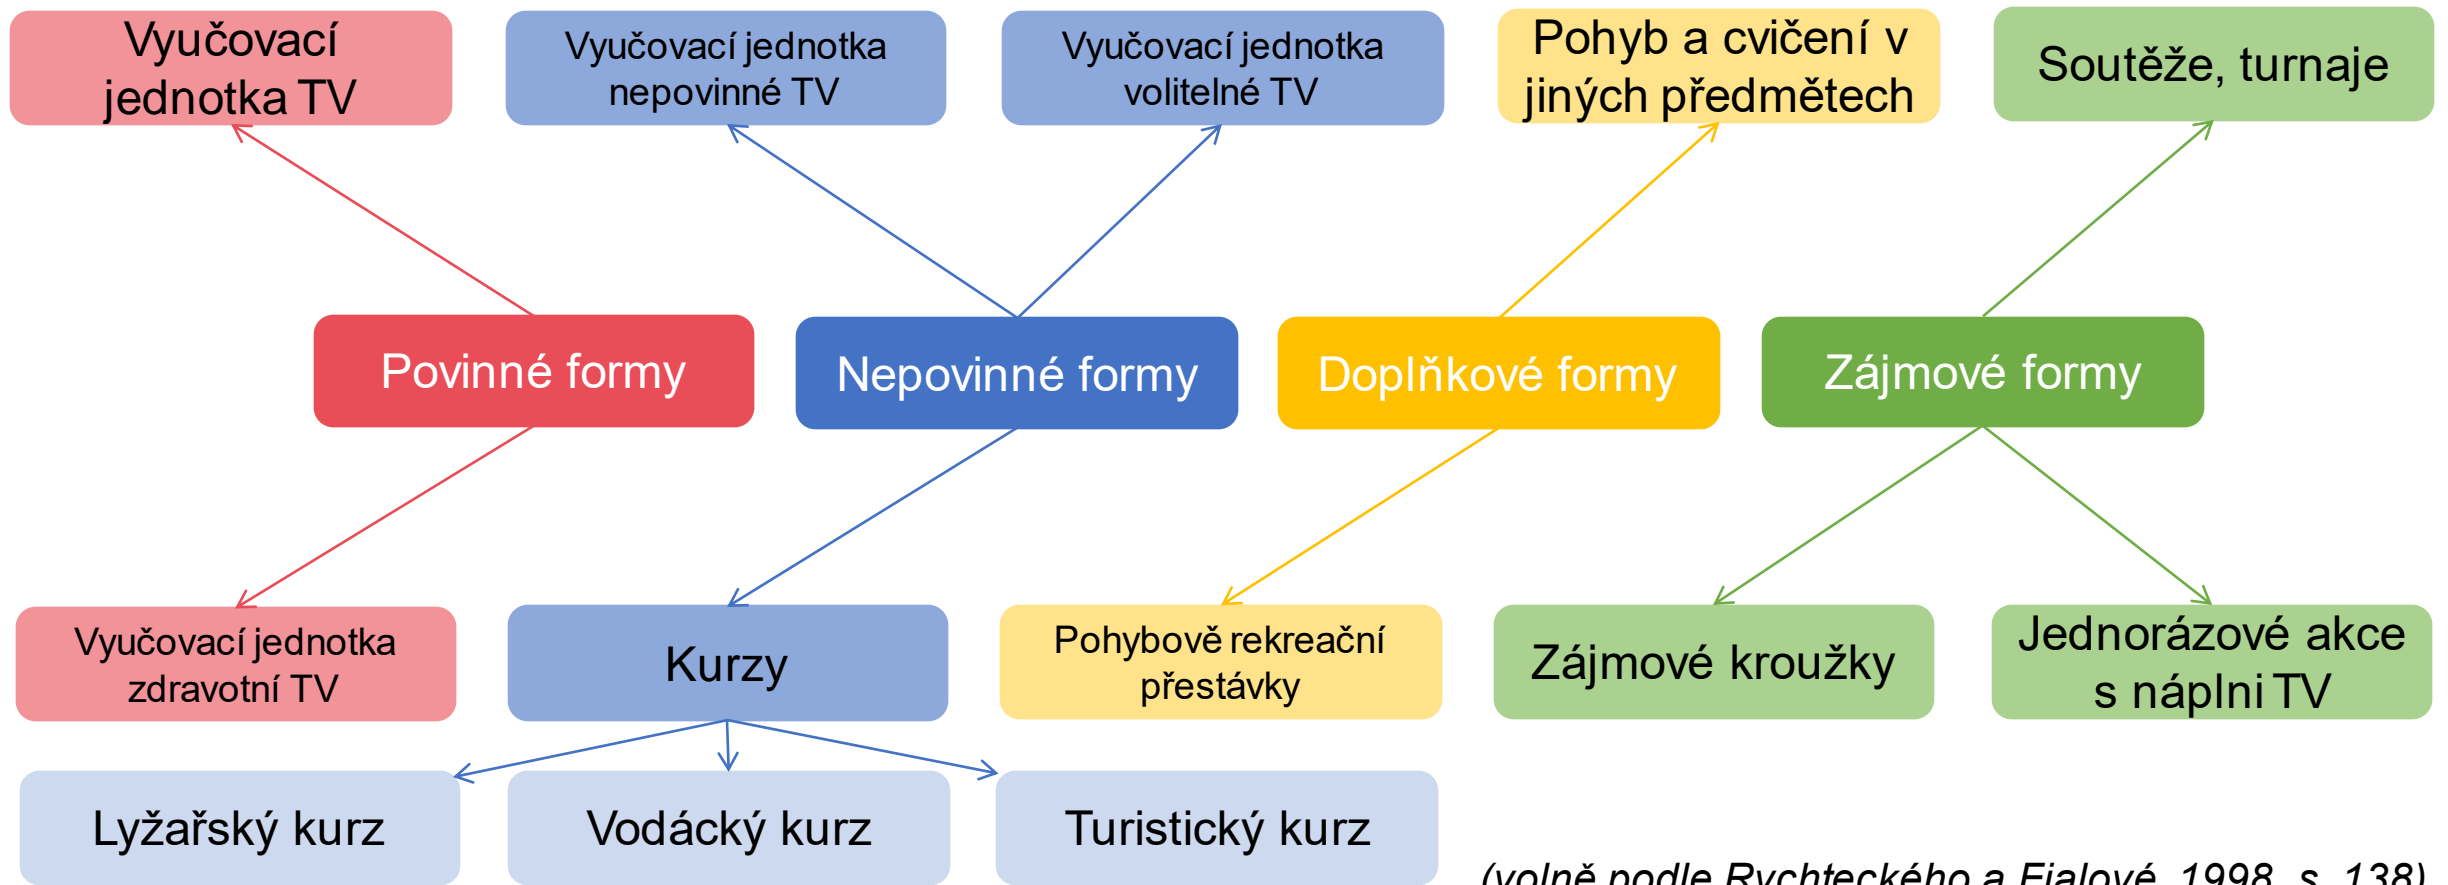 Vyučovací
jednotka TV
Vyučovací jednotka
nepovinné TV
Vyučovací jednotka
volitelné TV
Pohyb a cvičení v
jiných předmětech
Soutěže, turnaje
Povinné formy
Nepovinné formy
Doplňkové formy
Zájmové formy
Vyučovací jednotka
zdravotní TV
Kurzy
Pohybově rekreační
přestávky
Zájmové kroužky
Jednorázové akce
s náplni TV
Lyžařský kurz
Vodácký kurz
Turistický kurz
(volně podle Rychteckého a Fialové, 1998, s. 138)